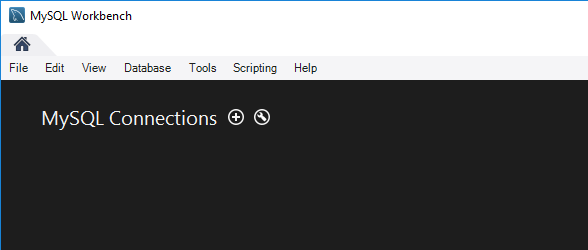 MySQL Workbench
File Edit View Database Tools Scripting Help
MySQL Connections